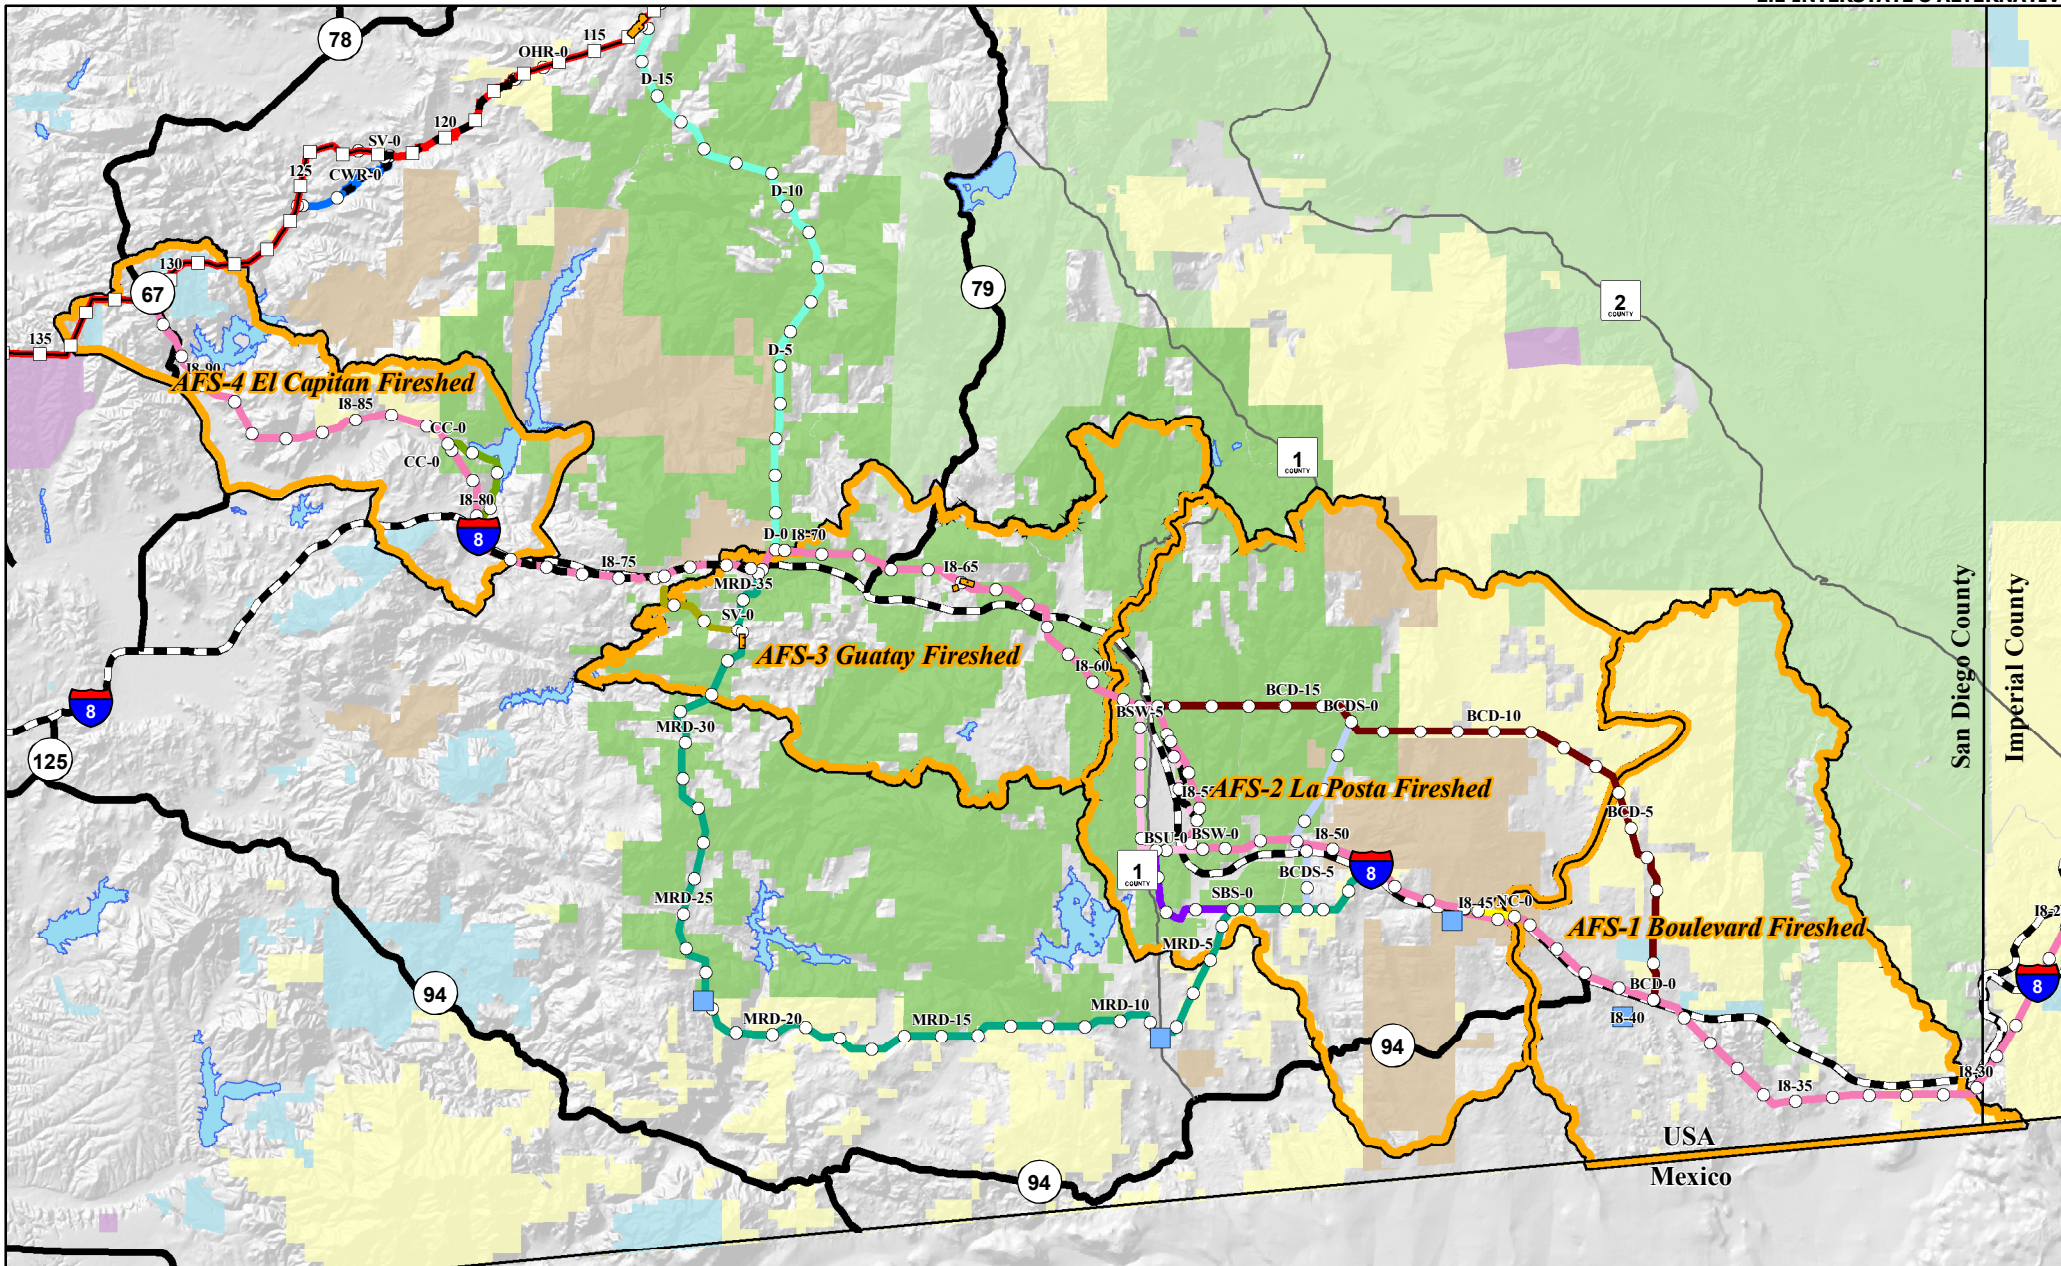 78
OHR-0
115
D-15
120
SV-0
125
CWR-0
D-10
130
67
79
2
COUNTY
135
D-5
I8-90
AFS-4 El Capitan Fireshed
I8-85
CC-0
CC-0
1
COUNTY
I8-80
8
D-0
I8-70
I8-75
I8-65
MRD-35
SV-0
AFS-3 Guatay Fireshed
I8-60
San Diego County
Imperial County
8
BCD-15
BCDS-0
BSW-5
BCD-10
MRD-30
125
AFS-2 La Posta Fireshed
BCD-5
BSU-0
BSW-0
I8-50
1
COUNTY
8
BCDS-5
SBS-0
MRD-25
I8-45
NC-0
AFS-1 Boulevard Fireshed
MRD-5
94
BCD-0
8
MRD-10
MRD-20
MRD-15
I8-40
94
I8-30
I8-35
USA
Mexico
94